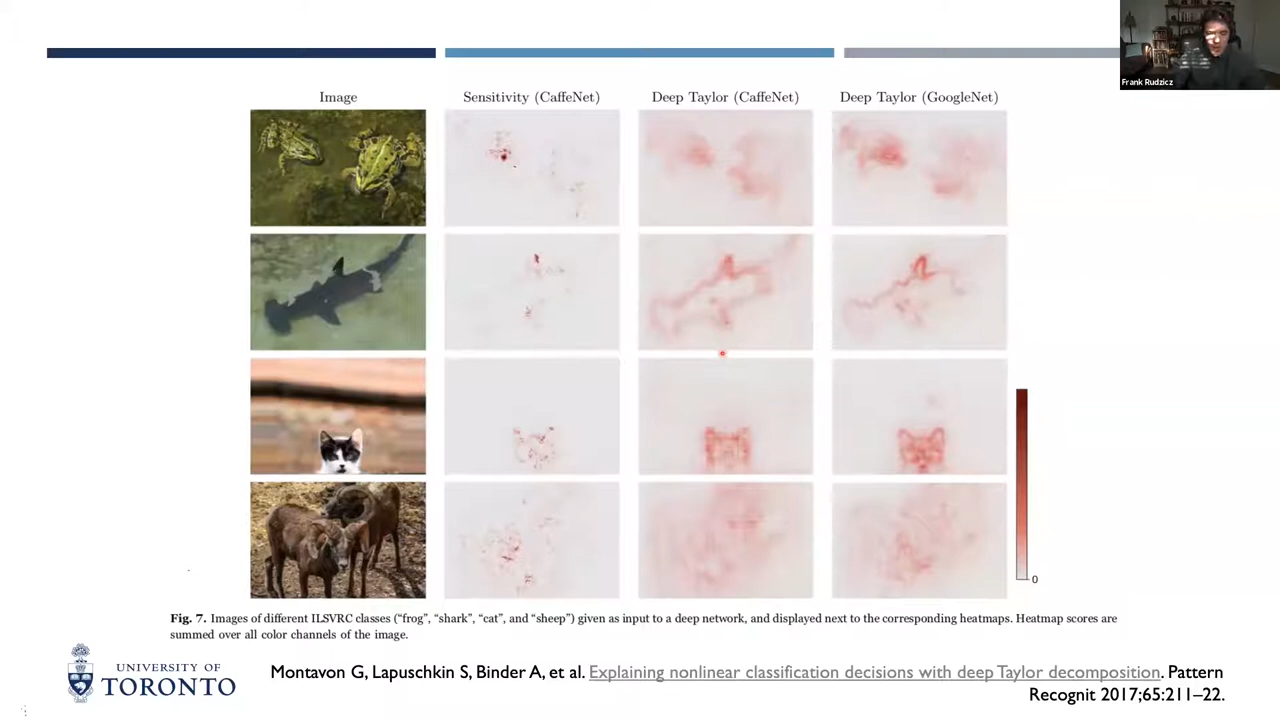 Frank Rudzicz
Image
Sensitivity (CaffeNet)
Deep Taylor (CaffeNet)
Deep Taylor (GoogleNet)
0
Fig. 7. Images of different ILSVRC classes (“frog”, “shark”, “cat”, and “sheep”) given as input to a deep network, and displayed next to the corresponding heatmaps. Heatmap scores are
summed over all color channels of the image.
UNIVERSITY OF
TORONTO
Montavon G, Lapuschkin S, Binder A, et al. Explaining nonlinear classification decisions with deep Taylor decomposition. Pattern
Recognit 2017;65:211–22.